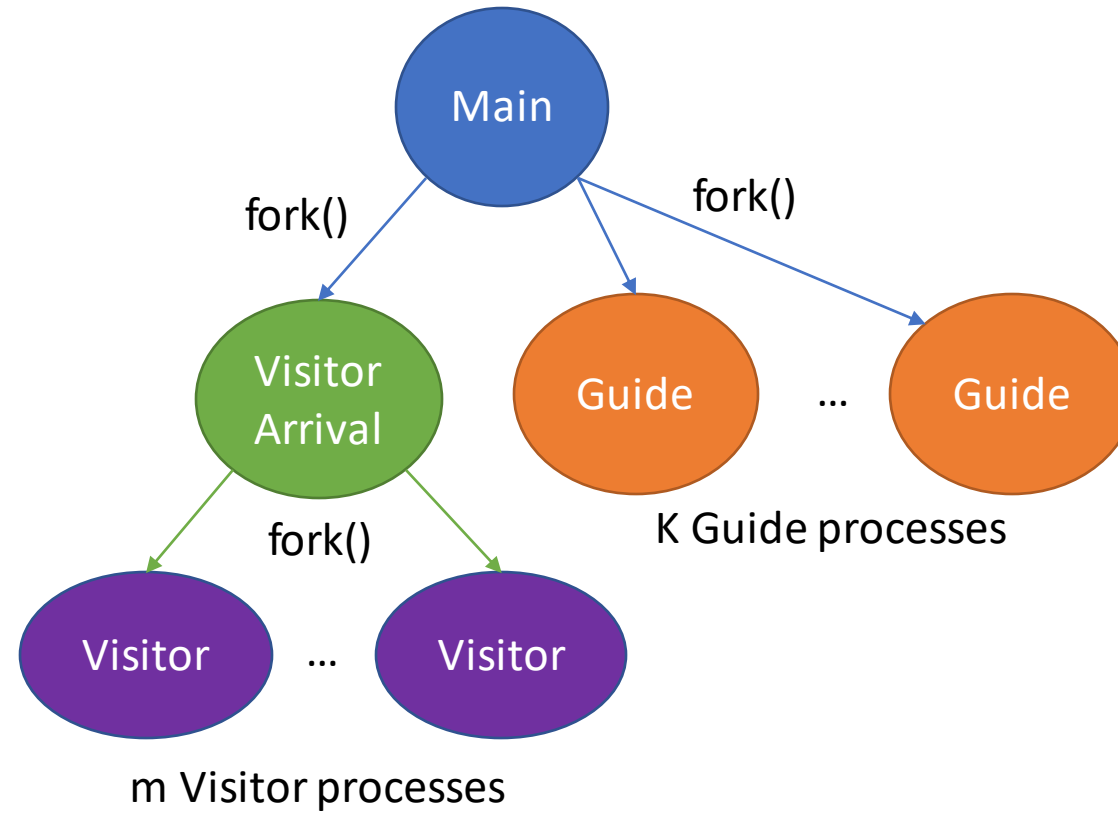 Main
fork()
fork()
Visitor
Arrival
Guide
...
Guide
K Guide processes
fork()
Visitor
...
Visitor
m Visitor processes